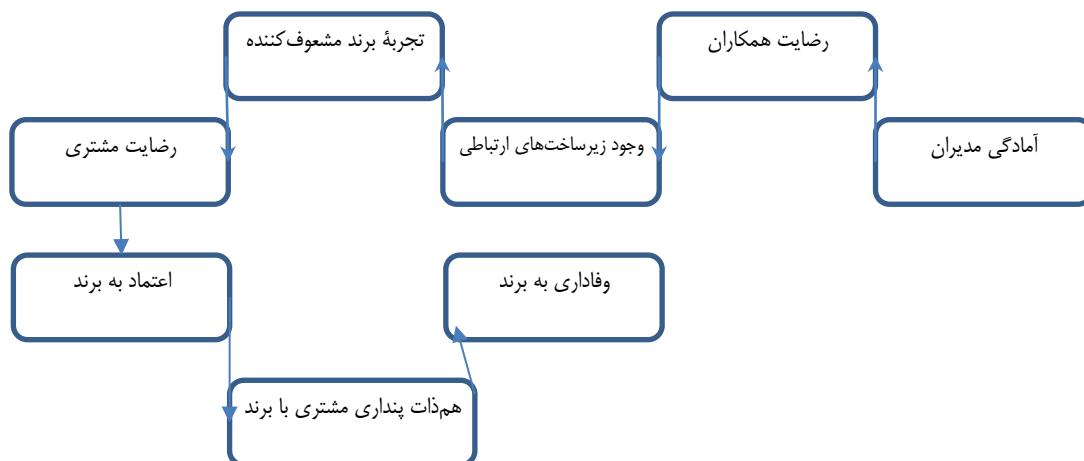 رضایت همکاران
تجربهٔ برند مشعوف‌کننده
آمادگی مدیران
وجود زیرساخت‌های ارتباطی
رضایت مشتری
وفاداری به برند
اعتماد به برند
هم‌ذات پنداری مشتری با برند